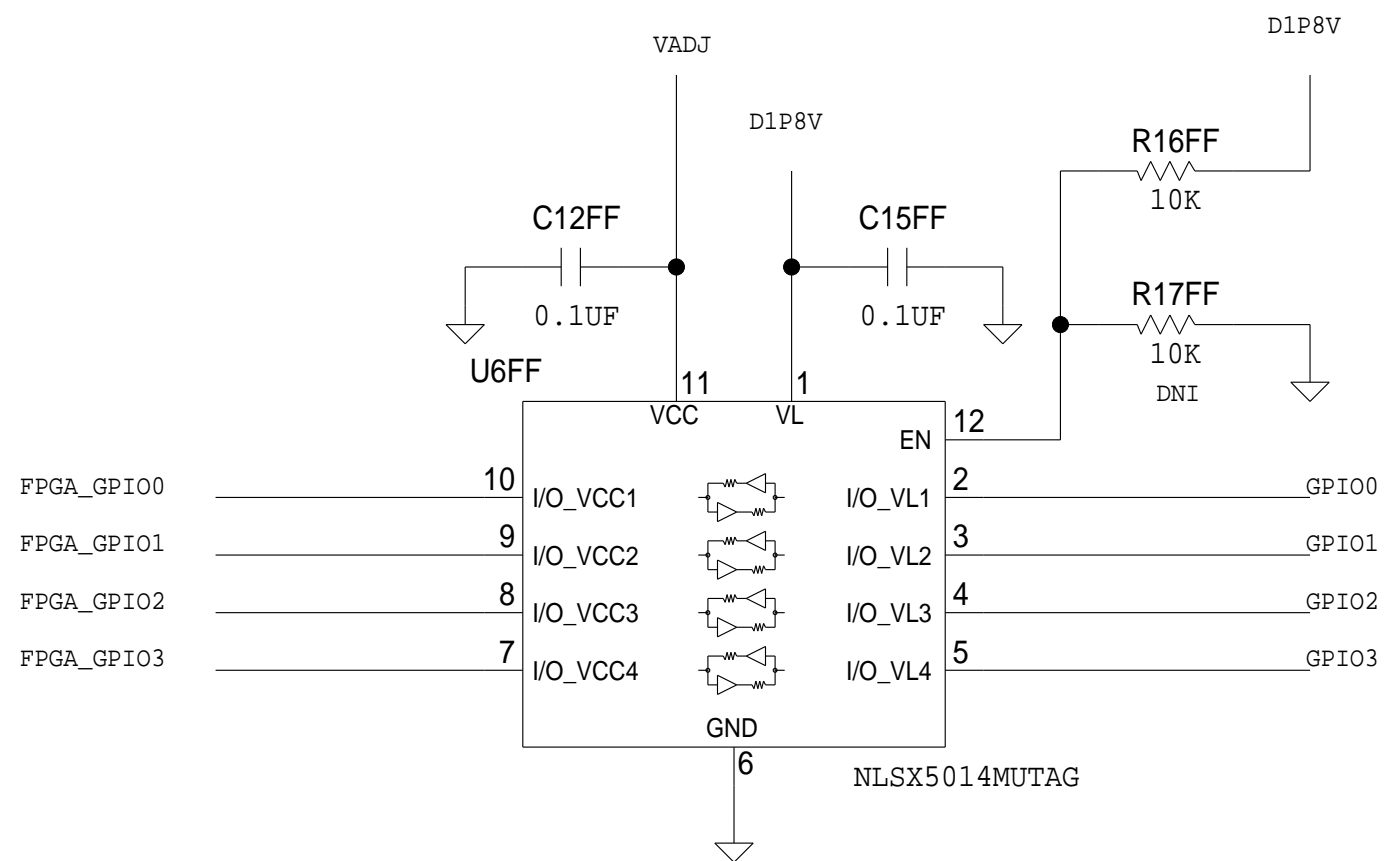 D1P8V
VADJ
D1P8V
R16FF
10K
C12FF
C15FF
0.1UF
0.1UF
R17FF
10K
DNI
U6FF
11
1
VCC
VL
12
EN
FPGA_GPIO0
10
I/O_VCC1
I/O_VL1
2
GPIO0
FPGA_GPIO1
9
I/O_VCC2
I/O_VL2
3
GPIO1
FPGA_GPIO2
8
I/O_VCC3
I/O_VL3
4
GPIO2
FPGA_GPIO3
7
I/O_VCC4
I/O_VL4
5
GPIO3
GND
6
NLSX5014MUTAG